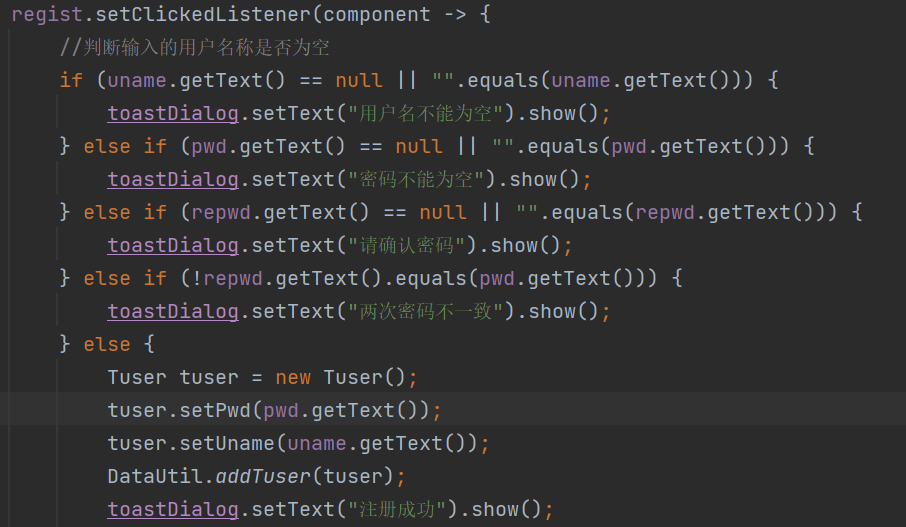 regist.setClickedListener(component -> {
//判断输入的用户名称是否为空
if (uname.getText() == null || "".equals(uname.getText())) {
toastDialog.setText("用户名不能为空").show();
} else if (pwd.getText() == null || "".equals(pwd.getText())) {
toastDialog.setText("密码不能为空").show();
} else if (repwd.getText() == null || "".equals(repwd.getText())) {
toastDialog.setText("请确认密码").show();
} else if (!repwd.getText().equals(pwd.getText())) {
toastDialog.setText("两次密码不一致").show();
} else {
Tuser tuser = new Tuser();
tuser.setPwd(pwd.getText());
tuser.setUname(uname.getText());
DataUtil.addTuser(tuser);
toastDialog.setText("注册成功").show();